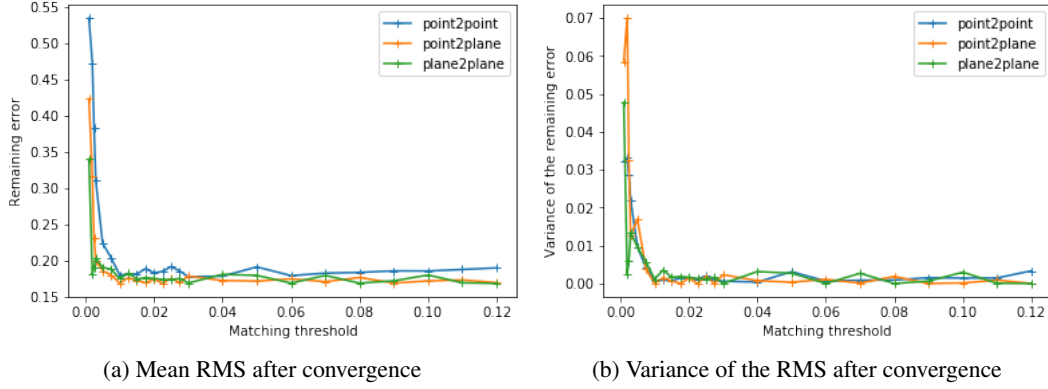 0.55
0.50
0.45
0.40
0.35
0.30
0.25
0.20
0.15
Remaining error
0.00 0.02 0.04 0.06 0.08 0.10 0.12
Matching threshold
point2point
point2plane
plane2plane
(a) Mean RMS after convergence
0.07
0.06
0.05
0.04
0.03
0.02
0.01
0.00
Variance of the remaining error
0.00 0.02 0.04 0.06 0.08 0.10 0.12
Matching threshold
point2point
point2plane
plane2plane
(b) Variance of the RMS after convergence